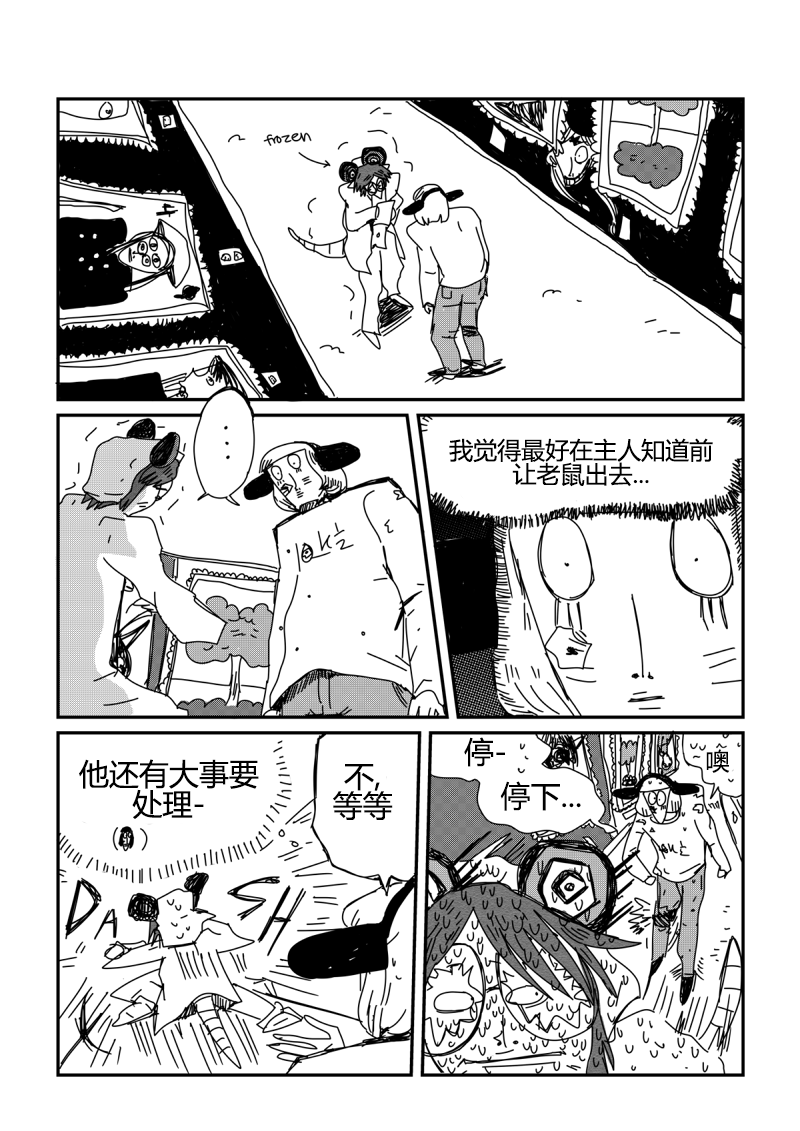 frozen
...
我觉得最好在主人知道前
让老鼠出去...
不,
等等
他还有大事要
处理-
DASH
停-
停下...
噢